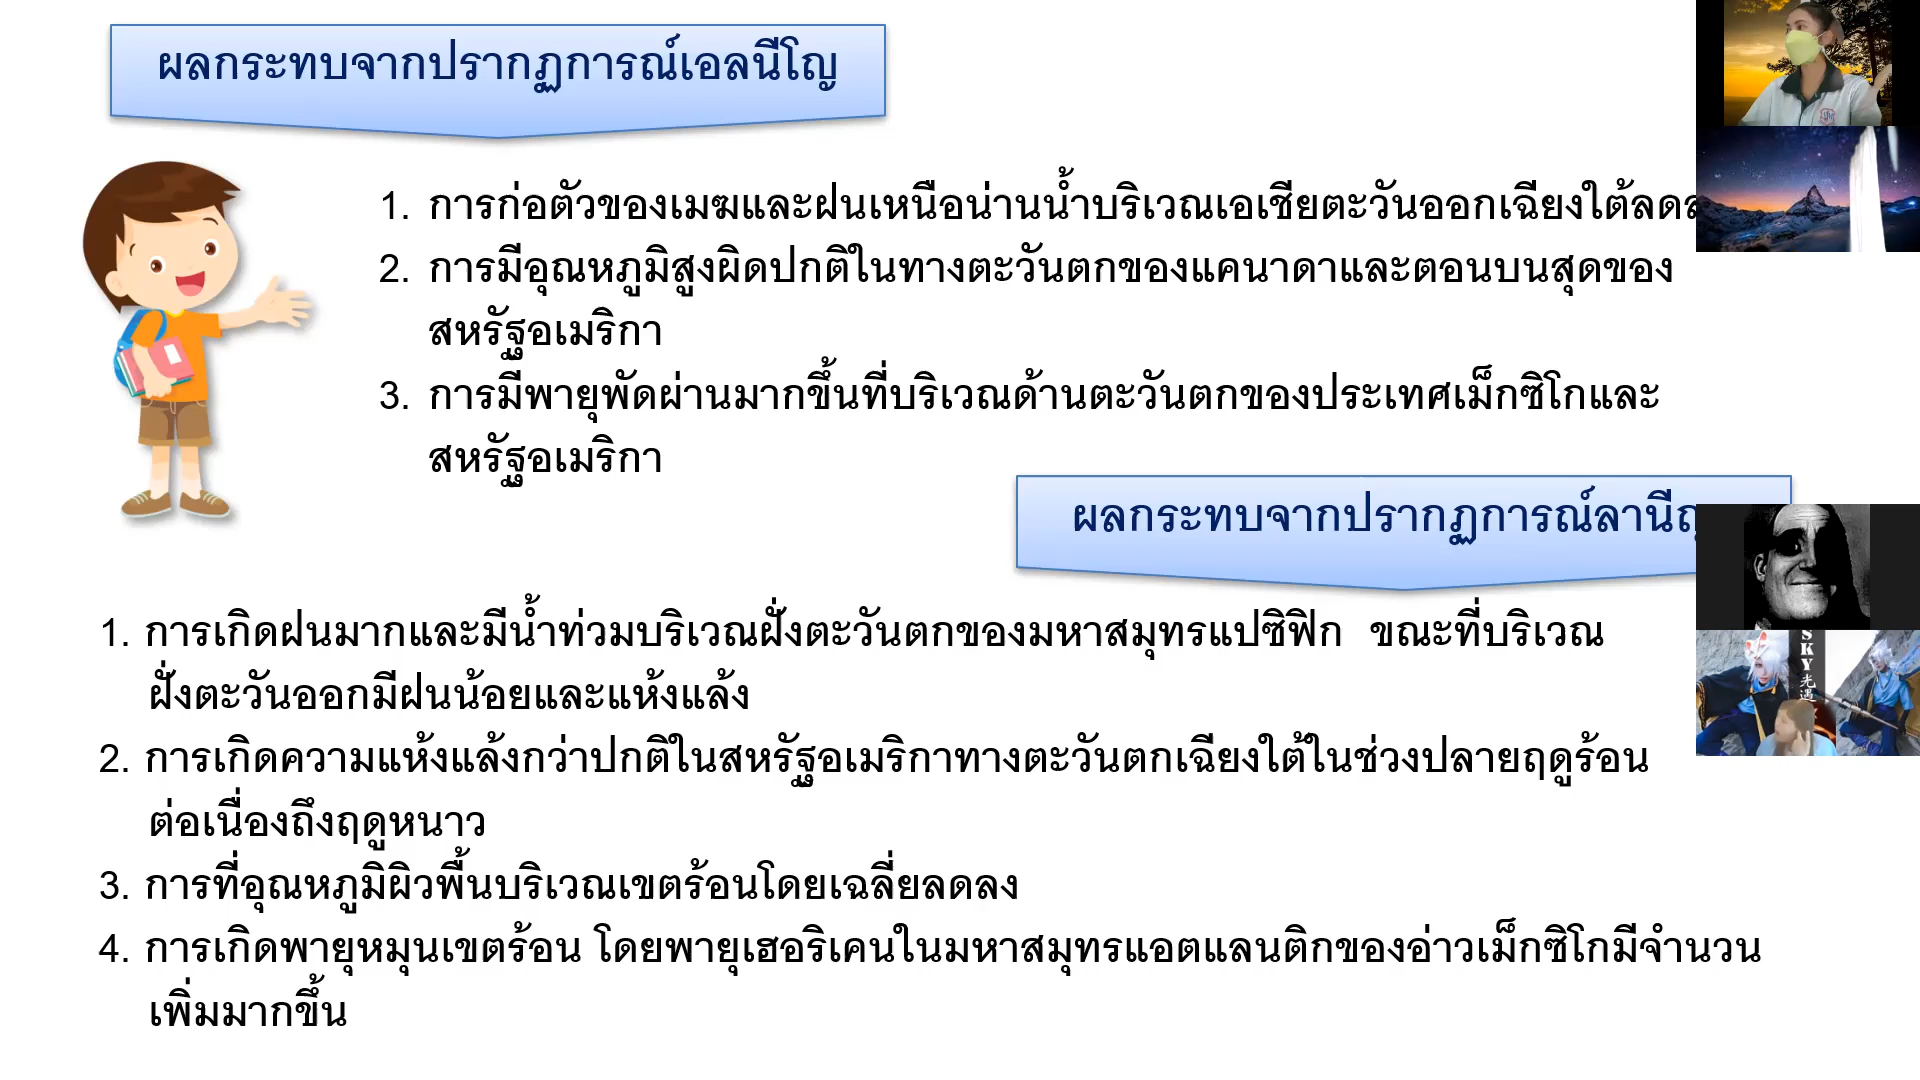 ผลกระทบจากปรากฏการณ์เอลนีโญ
1. การก่อตัวของเมฆและฝนเหนือน่านน้ำบริเวณเอเชียตะวันออกเฉียงใต้
2. การมีอุณหภูมิสูงผิดปกติในทางตะวันตกของแคนาดาและตอนบนสุดของ
สหรัฐอเมริกา
3. การมีพายุพัดผ่านมากขึ้นที่บริเวณด้านตะวันตกของประเทศเม็กซิโกและ
สหรัฐอเมริกา
ผลกระทบจากปรากฏการณ์
1. การเกิดฝนมากและมีน้ำท่วมบริเวณฝั่งตะวันตกของมหาสมุทรแปซิฟิก ขณะที่บริเวณ
ฝั่งตะวันออกมีฝนน้อยและแห้งแล้ง
2. การเกิดความแห้งแล้งกว่าปกติในสหรัฐอเมริกาทางตะวันตกเฉียงใต้ในช่วงปลายฤดูร้อน
ต่อเนื่องถึงฤดูหนาว
3. การที่อุณหภูมิผิวพื้นบริเวณเขตร้อนโดยเฉลี่ยลดลง
4. การเกิดพายุหมุนเขตร้อน โดยพายุเฮอริเคนในมหาสมุทรแอตแลนติกของอ่าวเม็กซิโกมีจำนวน
เพิ่มมากขึ้น
SKY光遇